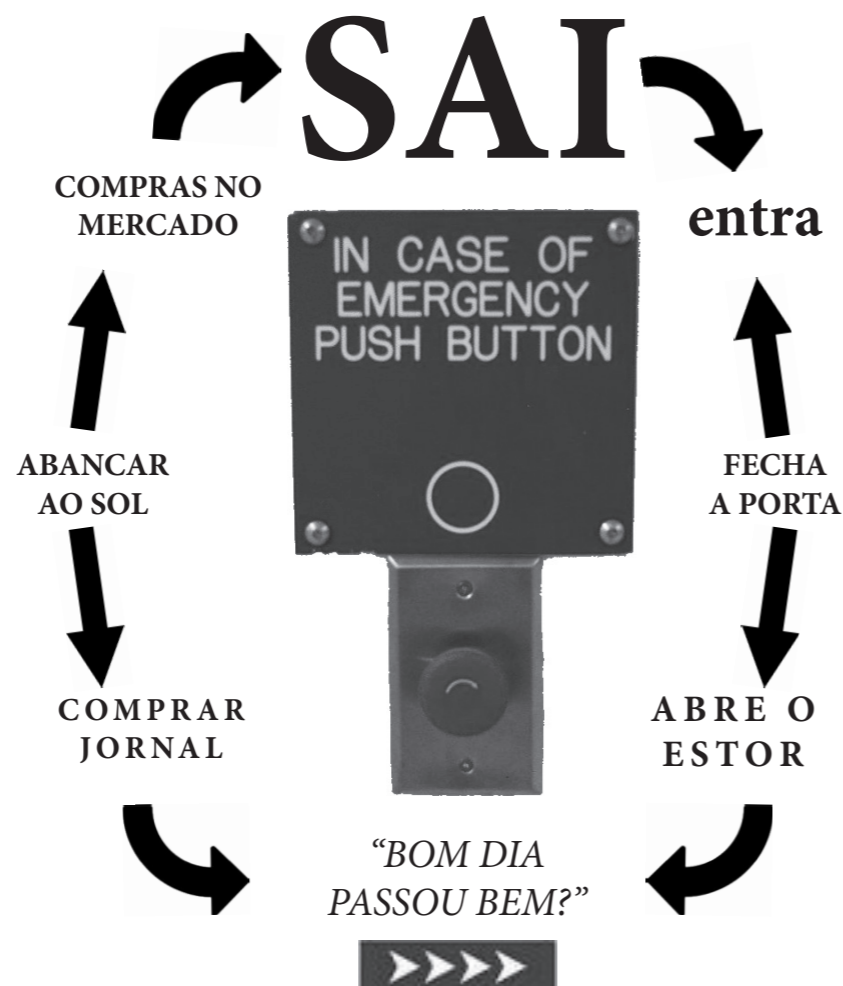 SAI
COMPRAS NO
MERCADO
entra
IN CASE OF
EMERGENCY
PUSH BUTTON
ABANCAR
AO SOL
FECHA
A PORTA
COMPRAR
JORNAL
ABRE O
ESTOR
“BOM DIA
PASSOU BEM?”